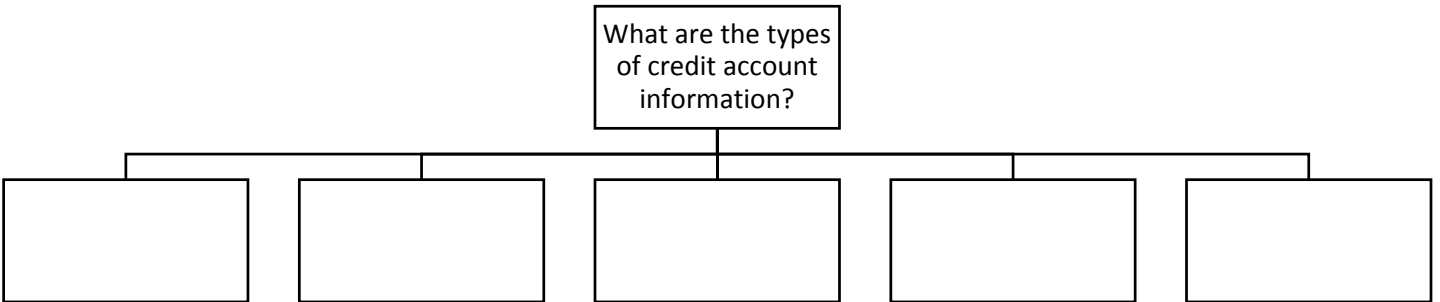 What are the types
of credit account
information?